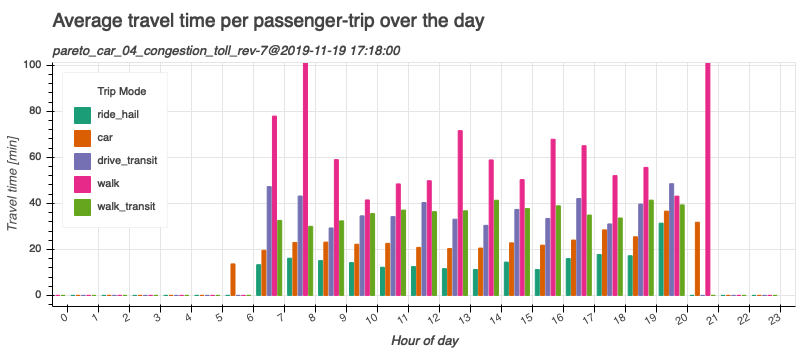 Average travel time per passenger-trip over the day
pareto_car_04_congestion_toll_rev-7@2019-11-19 17:18:00
Travel time [min]
100
80
60
40
20
0
Trip Mode
ride_hail
car
drive_transit
walk
walk_transit
0 1 2 3 4 5 6 7 8 9 10 11 12 13 14 15 16 17 18 19 20 21 22 23
Hour of day